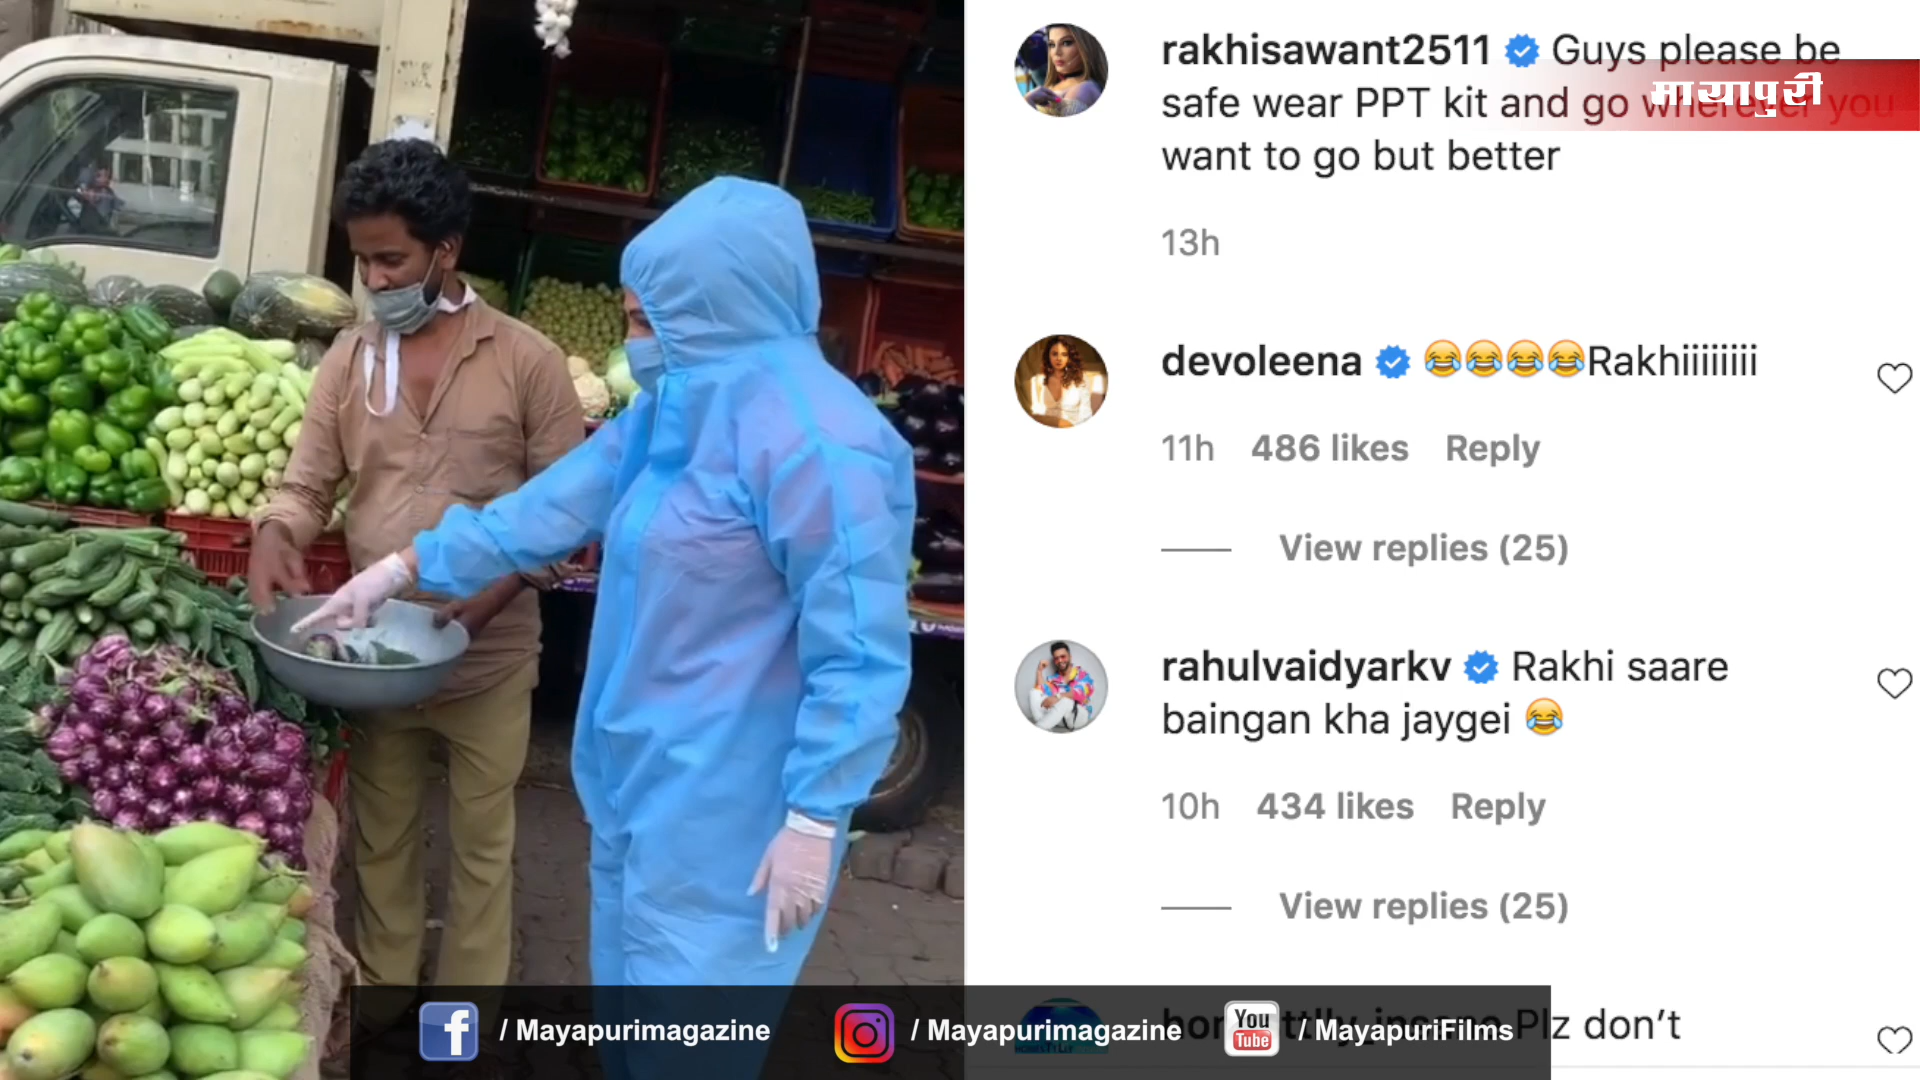 rakhisawant2511 Guys please be
safe wear PPT kit and go wherever you
want to go but better
मायापुरी
13h
devoleena 😂😂😂😂Rakhiiiiiiii
11h 486 likes Reply
View replies (25)
rahulvaidyarkv Rakhi saare
baingan kha jaygei 😂
10h 434 likes Reply
View replies (25)
Plz don't
/ Mayapurimagazine
/ Mayapurimagazine
You
Tube
/ MayapuriFilms